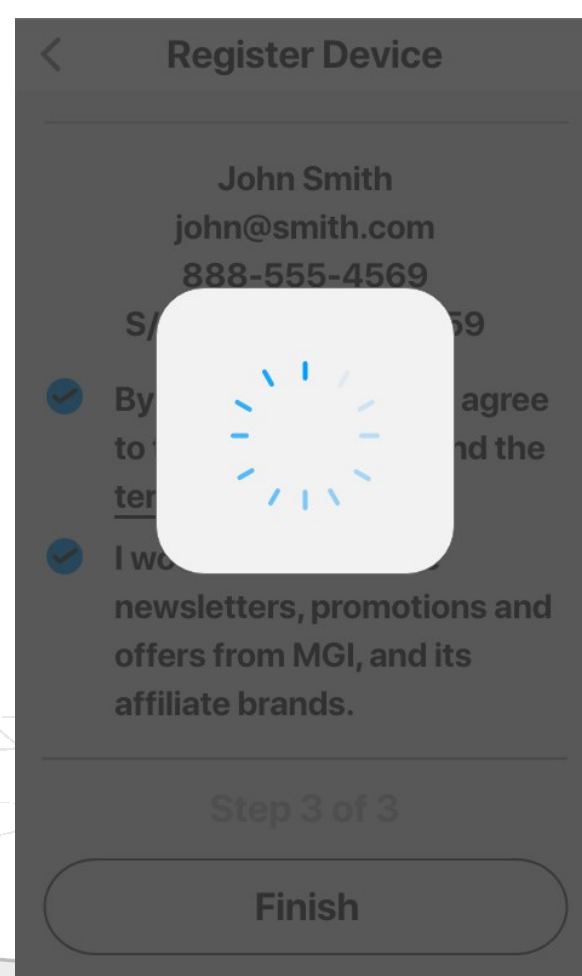 Register Device
John Smith
john@smith.com
888-555-4569
S/ 59
By agree
to nd the
ter
I wo
newsletters, promotions and
offers from MGI, and its
affiliate brands.
Step 3 of 3
Finish